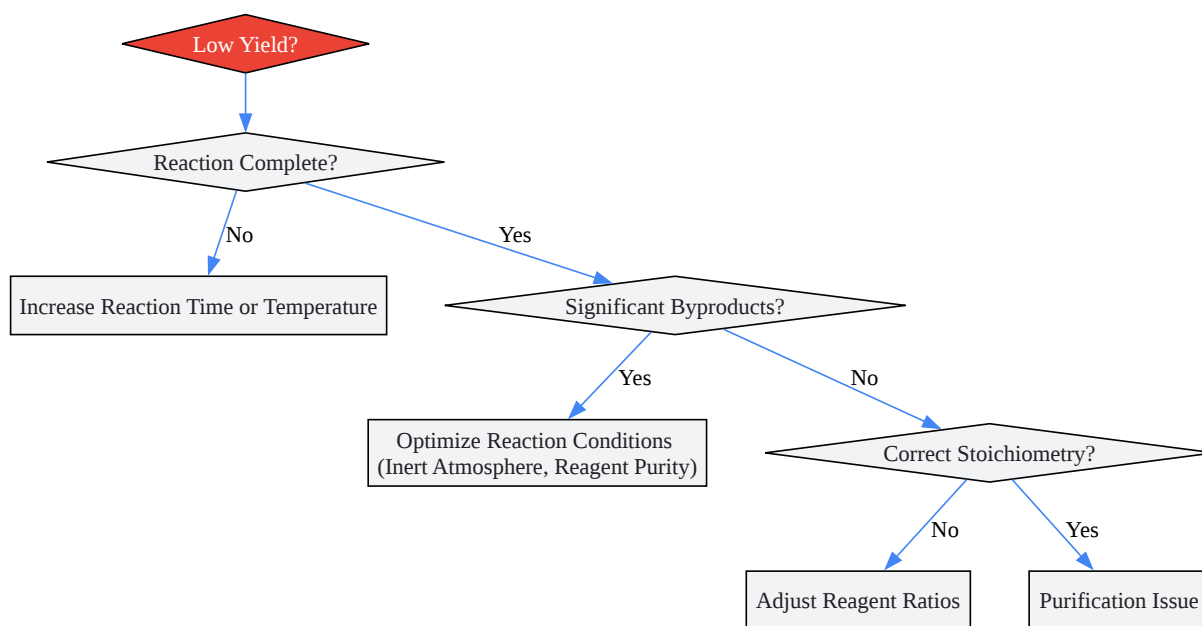 Low Yield?
Reaction Complete?
No
Yes
Increase Reaction Time or Temperature
Significant Byproducts?
Yes
No
Optimize Reaction Conditions
(Inert Atmosphere, Reagent Purity)
Correct Stoichiometry?
No
Yes
Adjust Reagent Ratios
Purification Issue